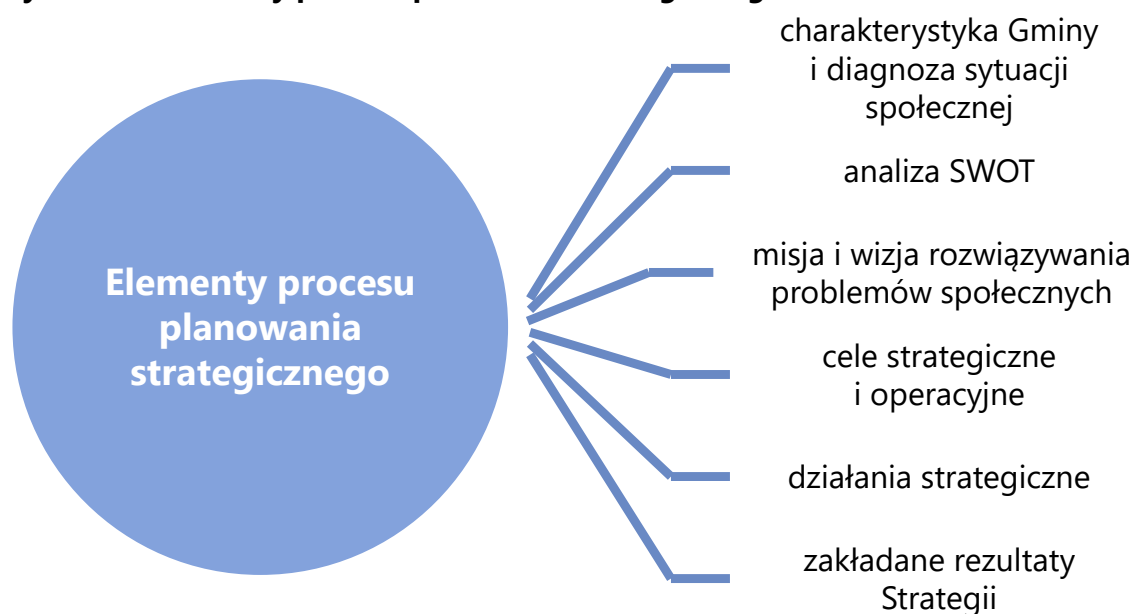 Elementy procesu
planowania
strategicznego
charakterystyka Gminy
i diagnoza sytuacji
społecznej
analiza SWOT
misja i wizja rozwiązywania
problemów społecznych
cele strategiczne
i operacyjne
działania strategiczne
zakładane rezultaty
Strategii